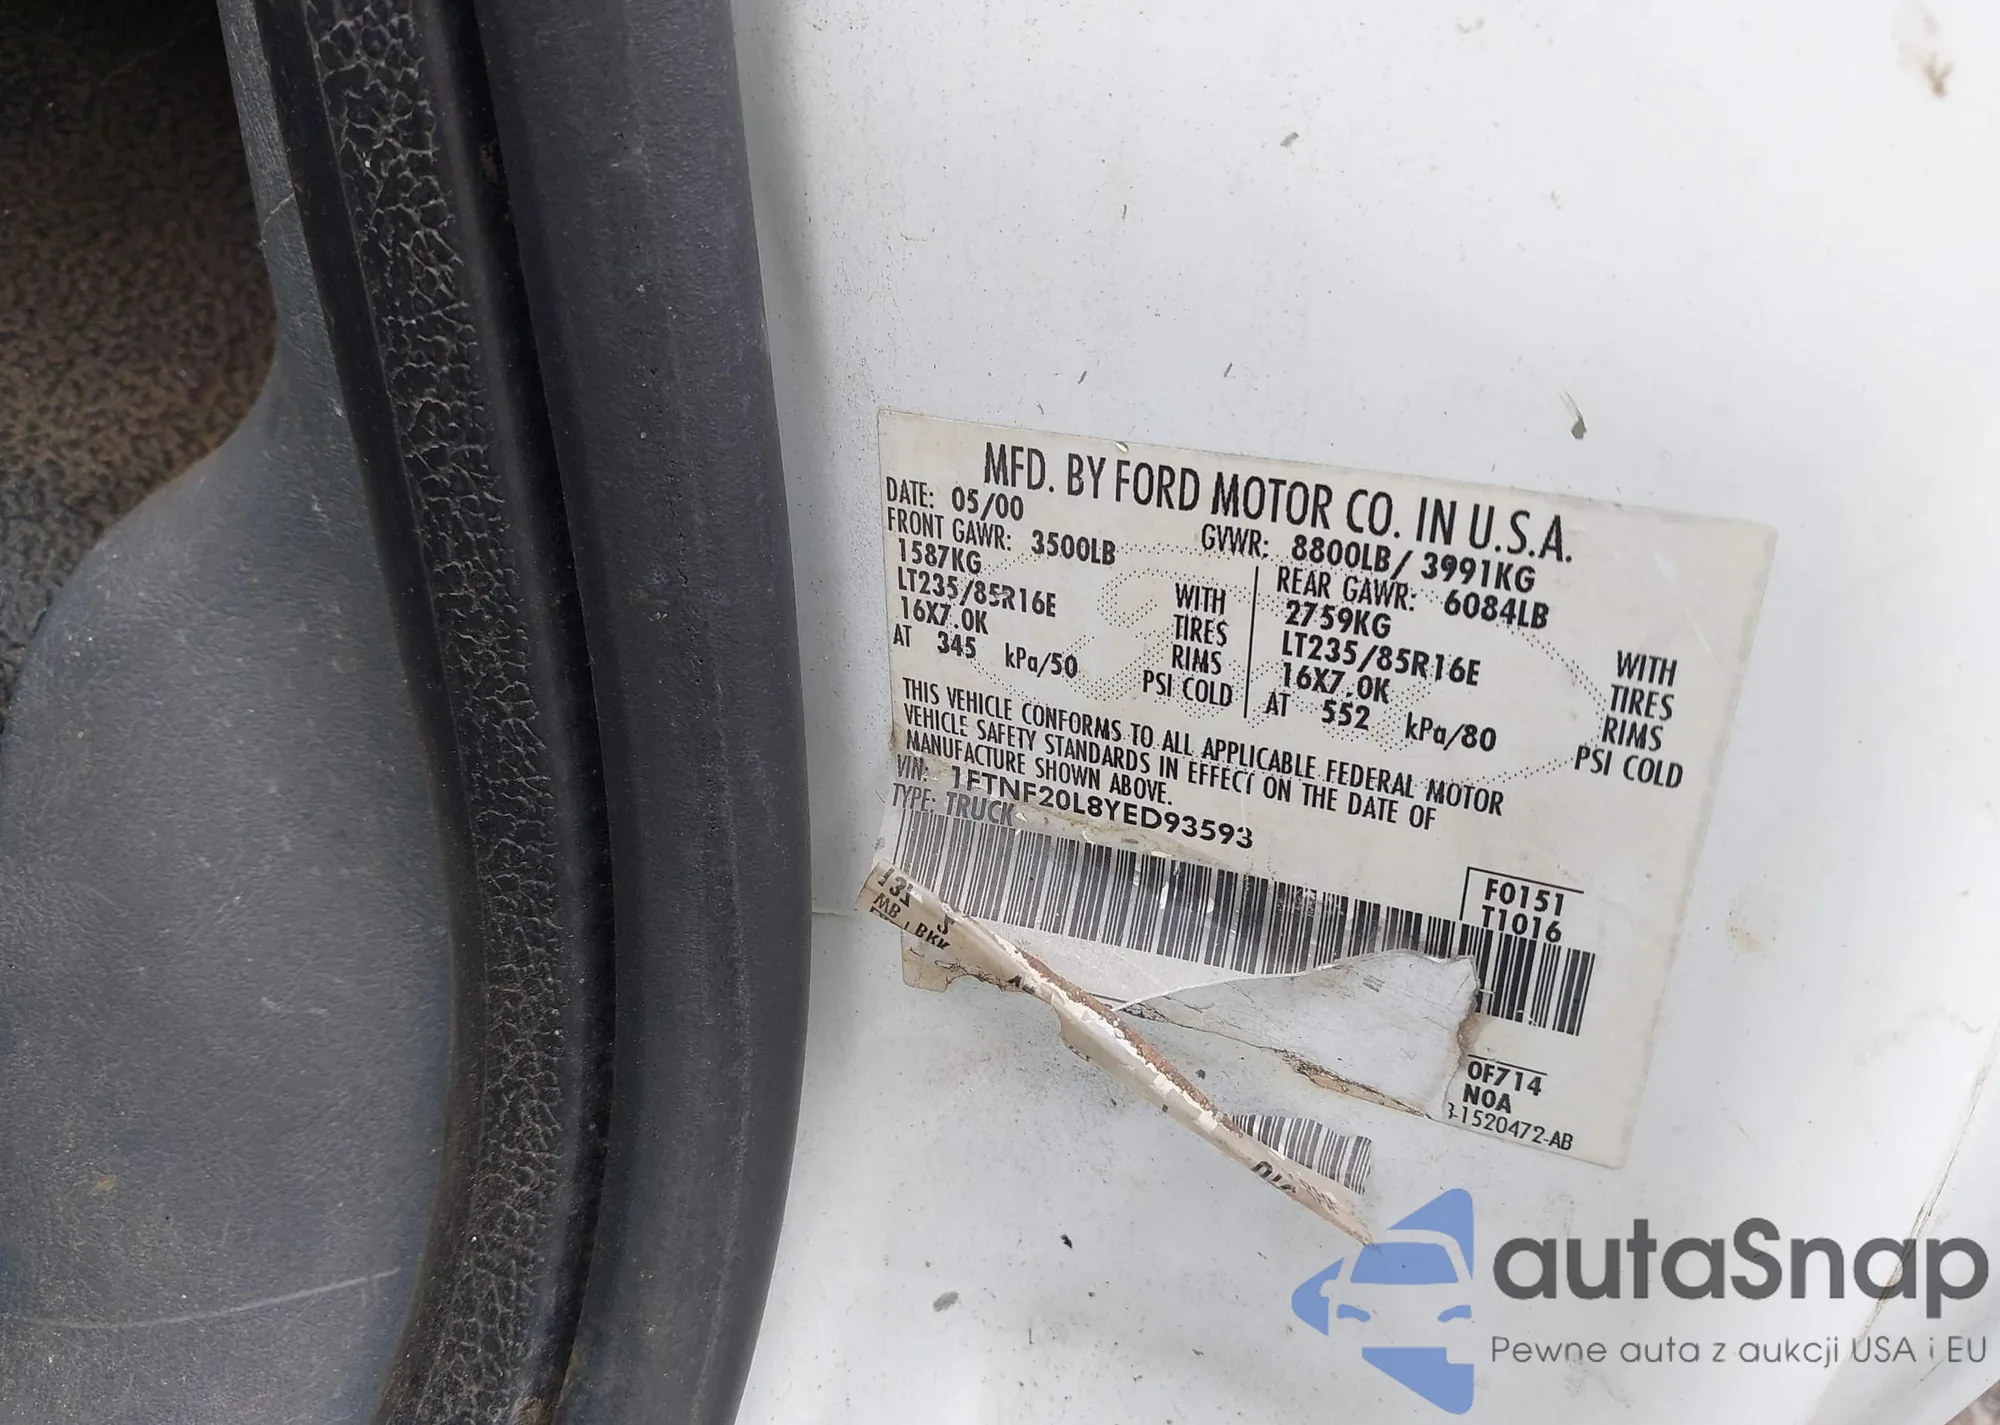 MFD. BY FORD MOTOR CO. IN U.S.A.
DATE: 05/00 GVWR: 8800LB/ 3991KG
FRONT GAWR: 3500LB REAR GAWR: 6084LB
1587KG WITH 2759KG WITH
LT235/85R16E TIRES LT235/85R16E TIRES
16X7.0K RIMS 16X7.0K RIMS
AT 345 kPa/50 PSI COLD AT 552 kPa/80 PSI COLD
THIS VEHICLE CONFORMS TO ALL APPLICABLE FEDERAL MOTOR
VEHICLE SAFETY STANDARDS IN EFFECT ON THE DATE OF
MANUFACTURE SHOWN ABOVE.
VIN: 1FTNF20L8YED93593
TYPE: TRUCK
F0151
T1016
MB
0F714
NOA
-1520472-AB
autoSnap
Pewne auta z aukcji USA i EU